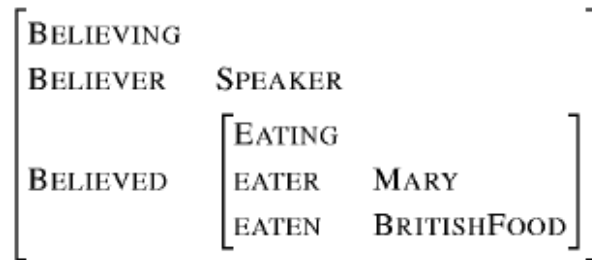 BELIEVING
BELIEVER SPEAKER
EATING
BELIEVED EATER MARY
EATEN BRITISHFOOD